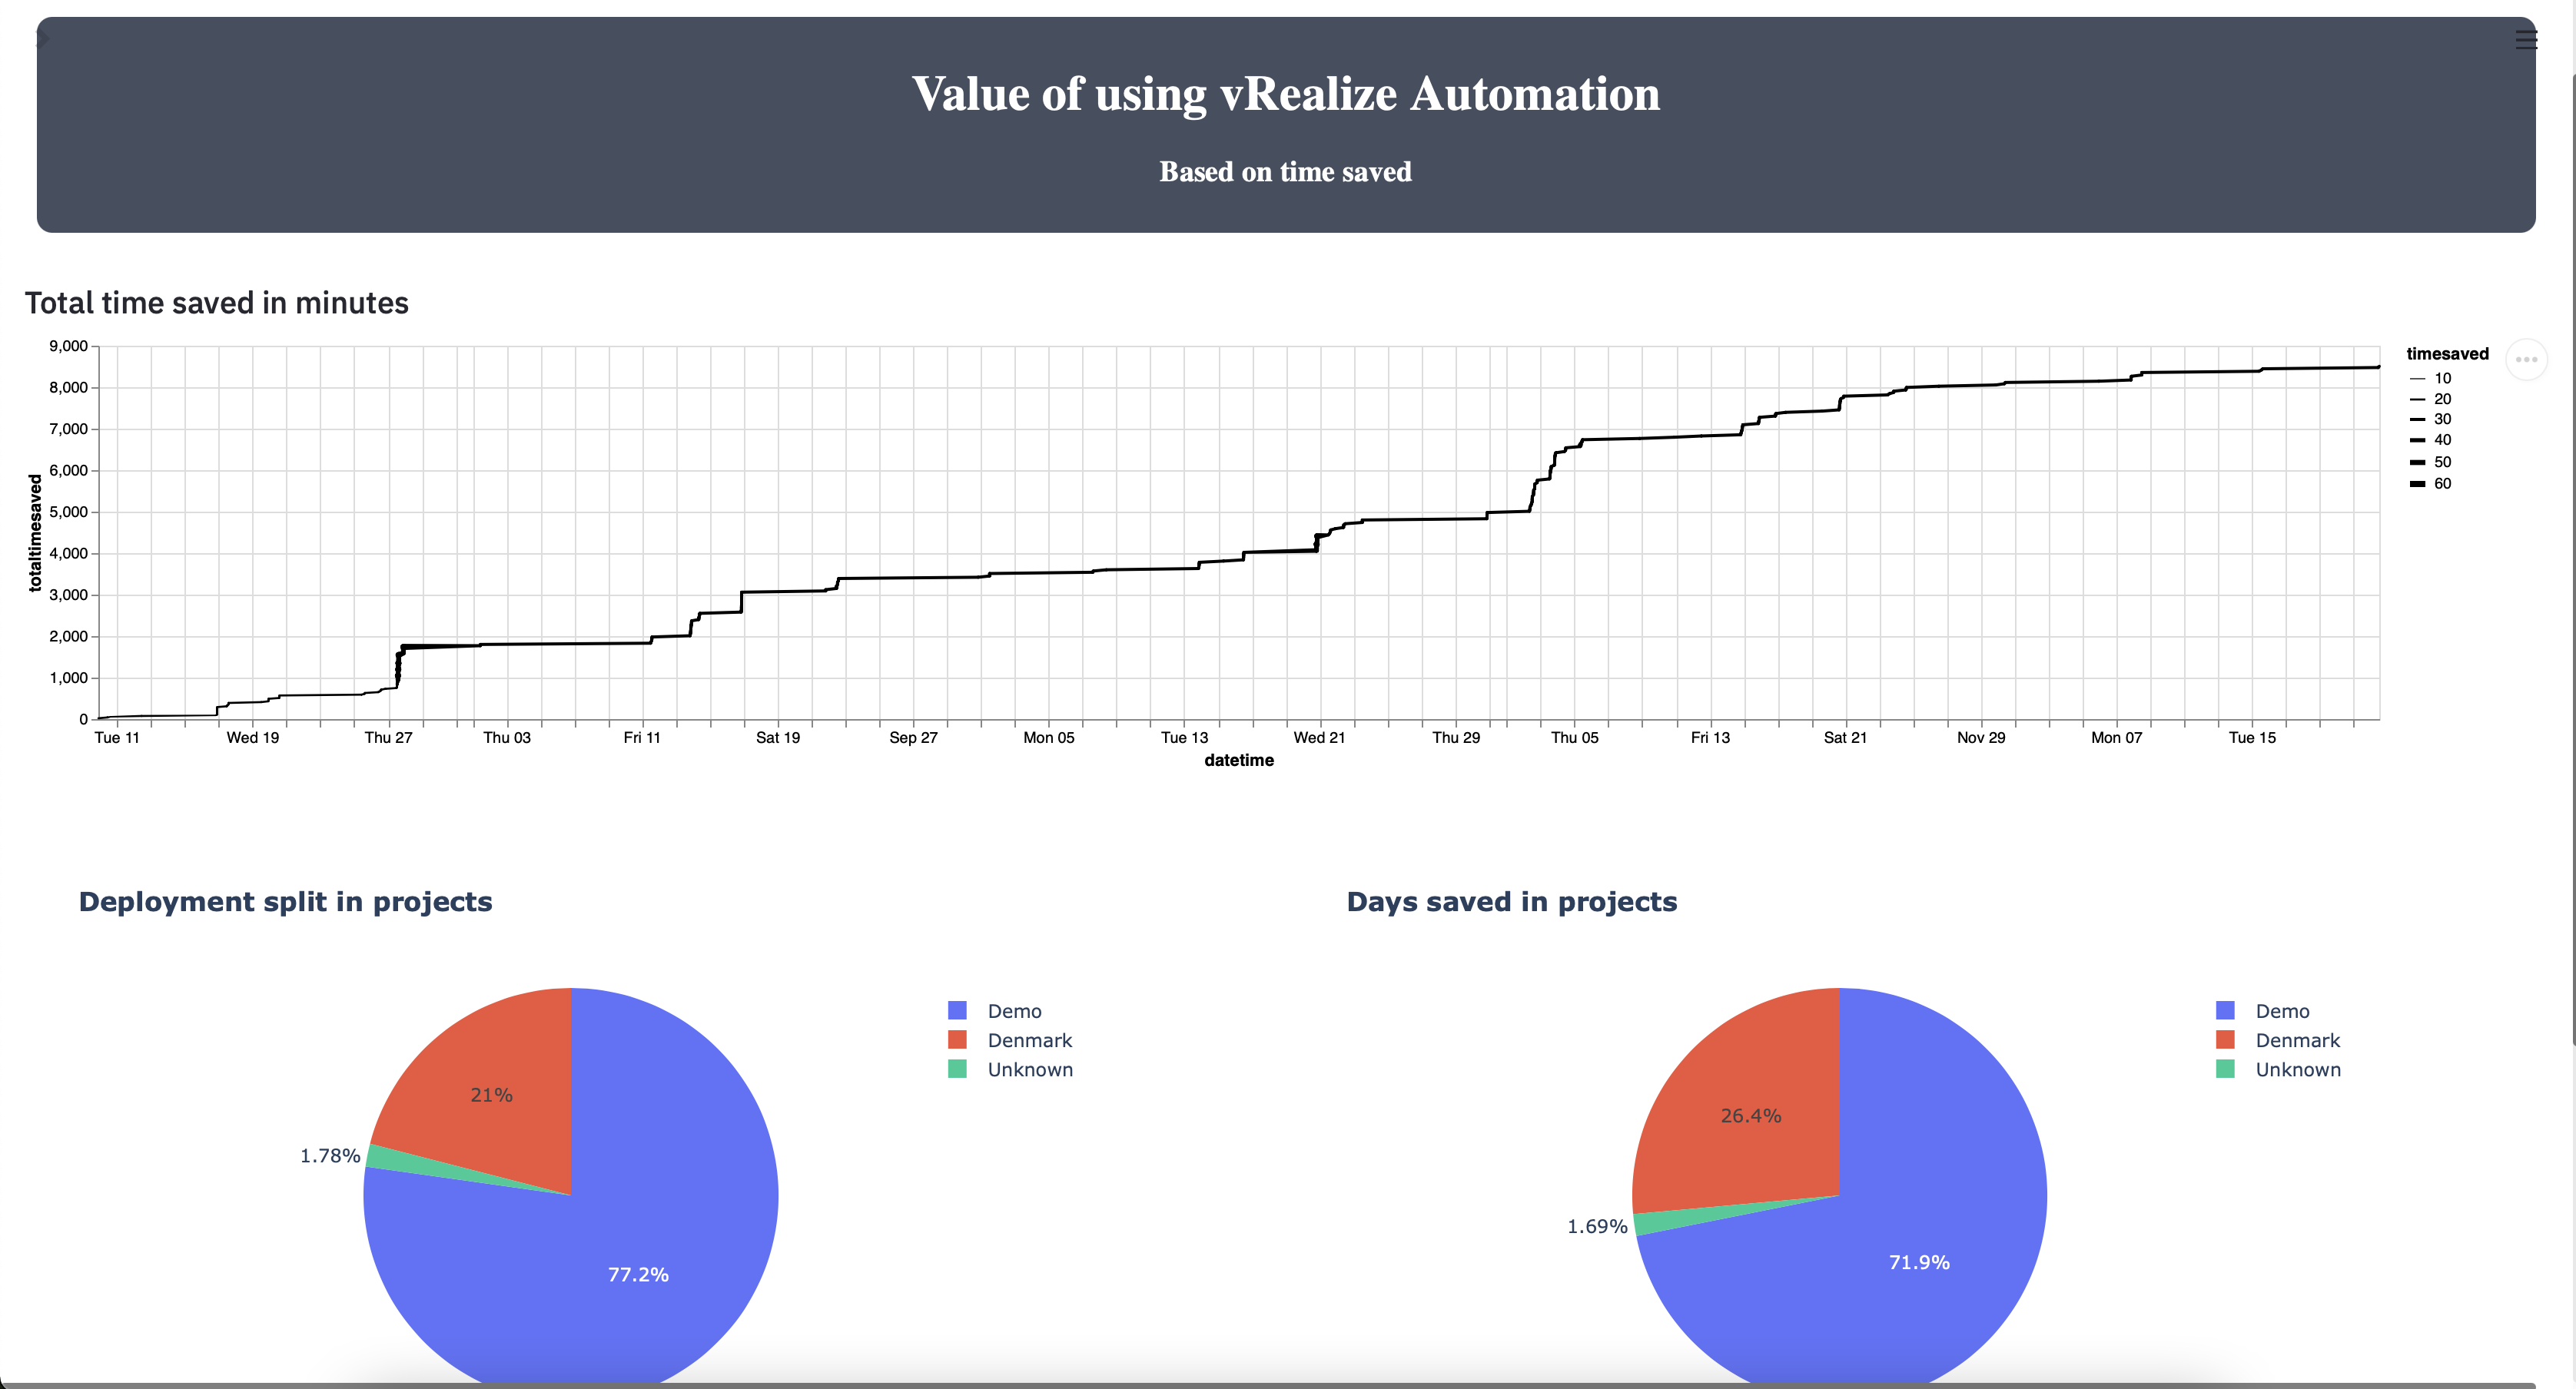 Value of using vRealize Automation
Based on time saved
Total time saved in minutes
totaltimesaved
9,000
8,000
7,000
6,000
5,000
4,000
3,000
2,000
1,000
0
Tue 11 Wed 19 Thu 27 Thu 03 Fri 11 Sat 19 Sep 27 Mon 05 Tue 13 Wed 21 Thu 29 Thu 05 Fri 13 Sat 21 Nov 29 Mon 07 Tue 15
datetime
timesaved
10
20
30
40
50
60
Deployment split in projects
21%
1.78%
77.2%
Demo
Denmark
Unknown
Days saved in projects
26.4%
1.69%
71.9%
Demo
Denmark
Unknown